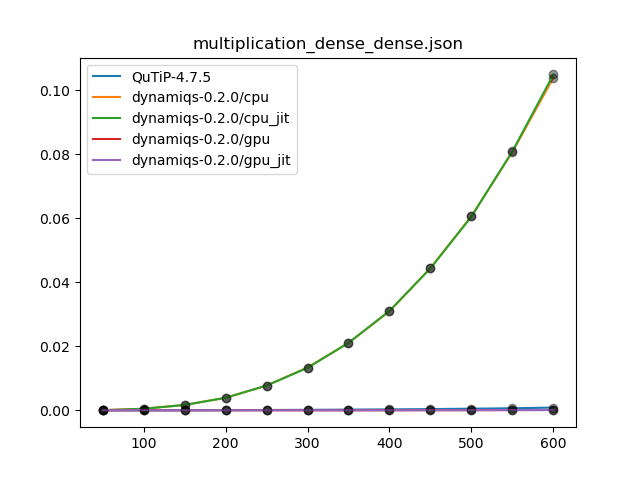 multiplication_dense_dense.json
QuTiP-4.7.5
dynamiqs-0.2.0/cpu
dynamiqs-0.2.0/cpu_jit
dynamiqs-0.2.0/gpu
dynamiqs-0.2.0/gpu_jit
0.10
0.08
0.06
0.04
0.02
0.00
100 200 300 400 500 600